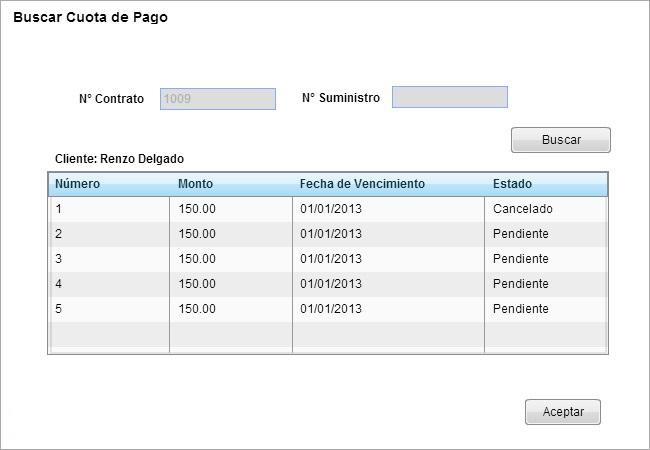 Buscar Cuota de Pago
N° Contrato 1009 N° Suministro
Buscar
Cliente: Renzo Delgado
Número Monto Fecha de Vencimiento Estado
1 150.00 01/01/2013 Cancelado
2 150.00 01/01/2013 Pendiente
3 150.00 01/01/2013 Pendiente
4 150.00 01/01/2013 Pendiente
5 150.00 01/01/2013 Pendiente
Aceptar